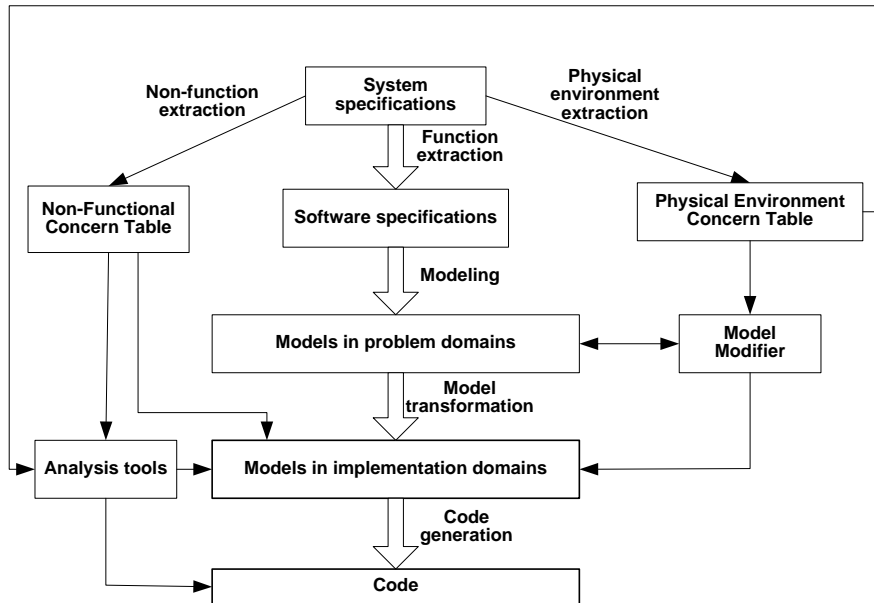 System
specifications
Non-function
extraction
Physical
environment
extraction
Function
extraction
Non-Functional
Concern Table
Software specifications
Physical Environment
Concern Table
Modeling
Models in problem domains
Model
Modifier
Model
transformation
Analysis tools
Models in implementation domains
Code
generation
Code